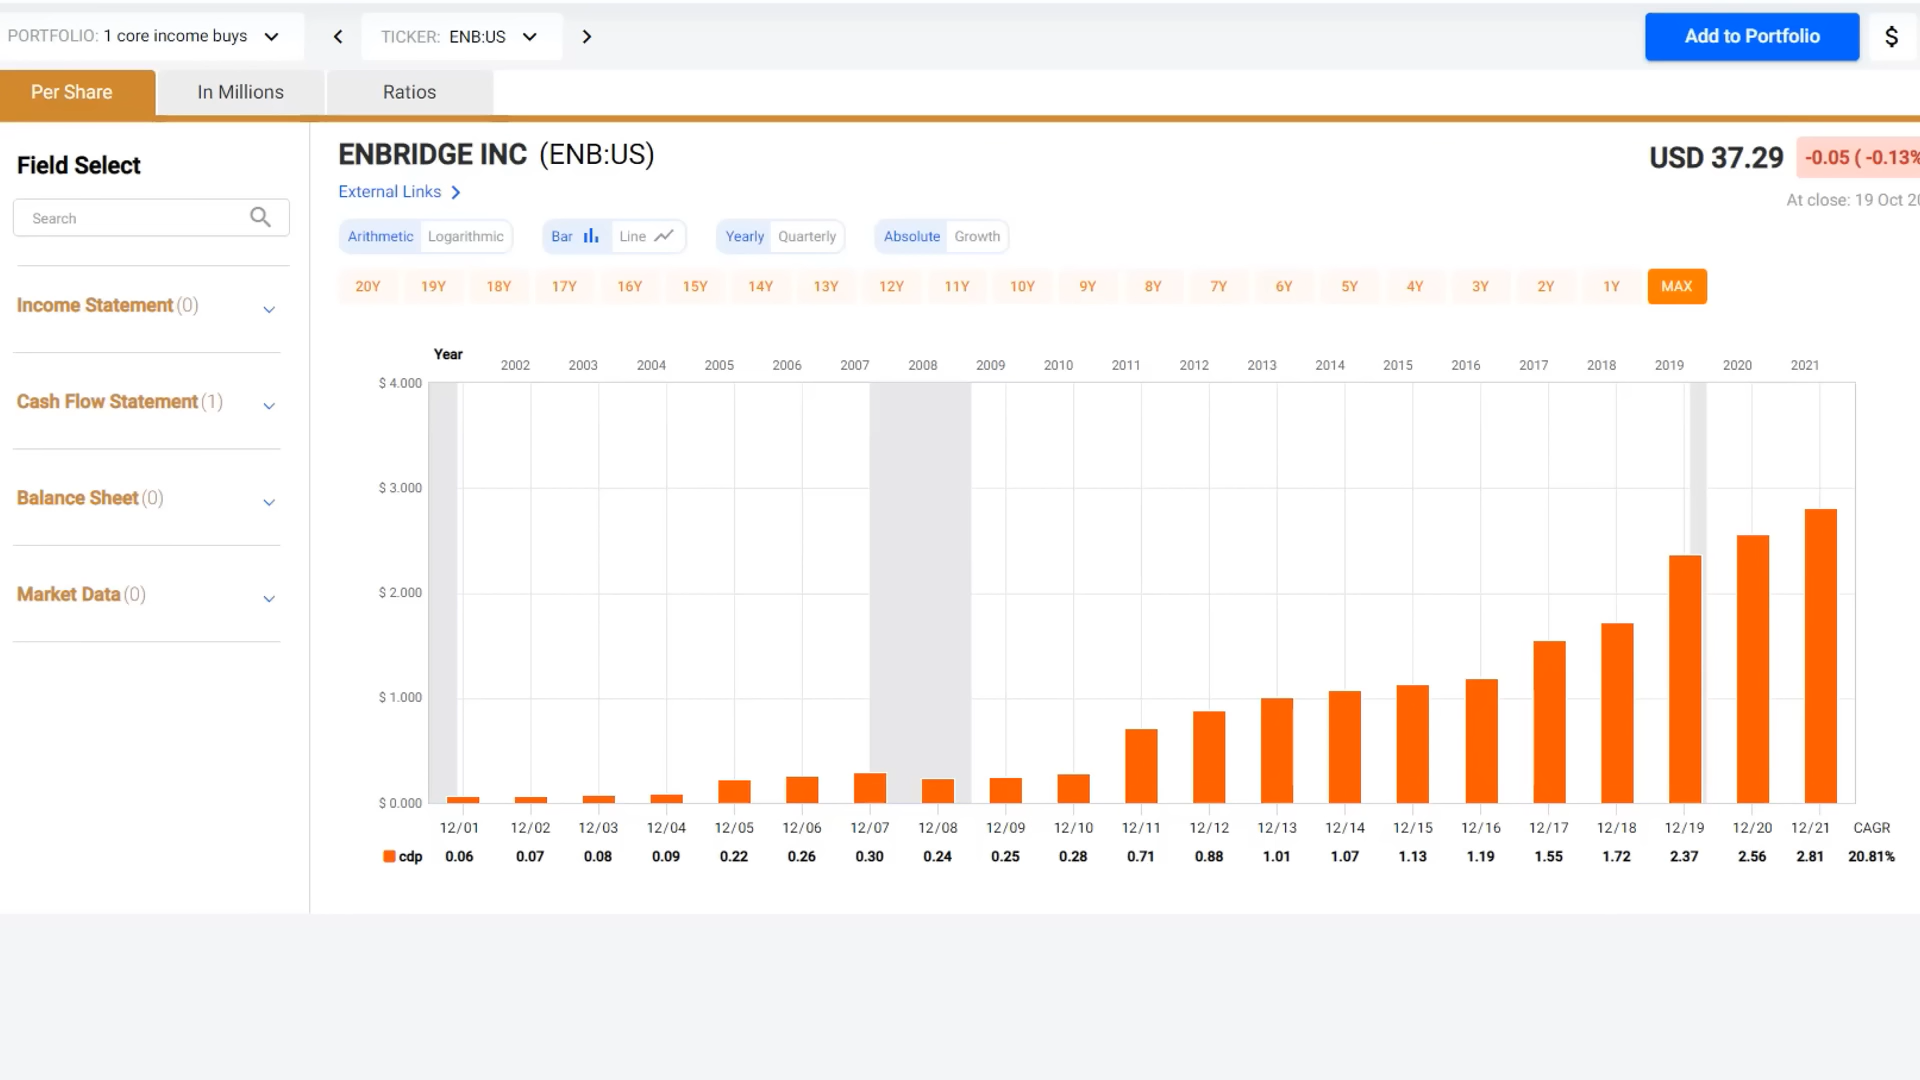 PORTFOLIO: 1 core income buys
TICKER: ENB:US
Add to Portfolio
$
Per Share
In Millions
Ratios
Field Select
Search
Income Statement (0)
Cash Flow Statement (1)
Balance Sheet (0)
Market Data (0)
ENBRIDGE INC (ENB:US)
USD 37.29
-0.05 ( -0.13%
External Links
At close: 19 Oct 20
Arithmetic Logarithmic
Bar Line
Yearly Quarterly
Absolute Growth
20Y 19Y 18Y 17Y 16Y 15Y 14Y 13Y 12Y 11Y 10Y 9Y 8Y 7Y 6Y 5Y 4Y 3Y 2Y 1Y MAX
Year 2002 2003 2004 2005 2006 2007 2008 2009 2010 2011 2012 2013 2014 2015 2016 2017 2018 2019 2020 2021
$ 4.000
$ 3.000
$ 2.000
$ 1.000
$ 0.000
12/01 12/02 12/03 12/04 12/05 12/06 12/07 12/08 12/09 12/10 12/11 12/12 12/13 12/14 12/15 12/16 12/17 12/18 12/19 12/20 12/21 CAGR
cdp 0.06 0.07 0.08 0.09 0.22 0.26 0.30 0.24 0.25 0.28 0.71 0.88 1.01 1.07 1.13 1.19 1.55 1.72 2.37 2.56 2.81 20.81%